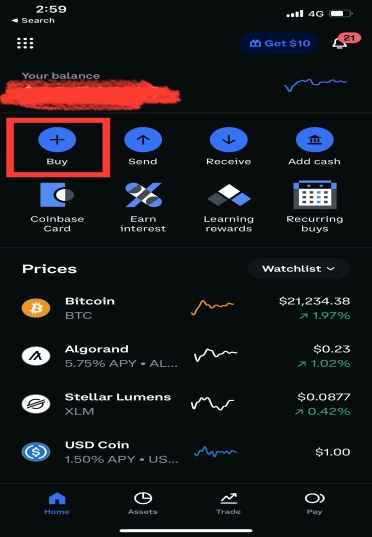 2:59
4G
◂ Search
Get $10
21
Your balance
Buy
Send
Receive
Add cash
Coinbase
Card
Earn
interest
Learning
rewards
Recurring
buys
Prices
Watchlist
Bitcoin
$21,234.38
BTC
↗ 1.97%
Algorand
$0.23
5.75% APY • AL...
↗ 1.02%
Stellar Lumens
$0.0877
XLM
↗ 0.42%
USD Coin
$1.00
1.50% APY • US...
Home
Assets
Trade
Pay